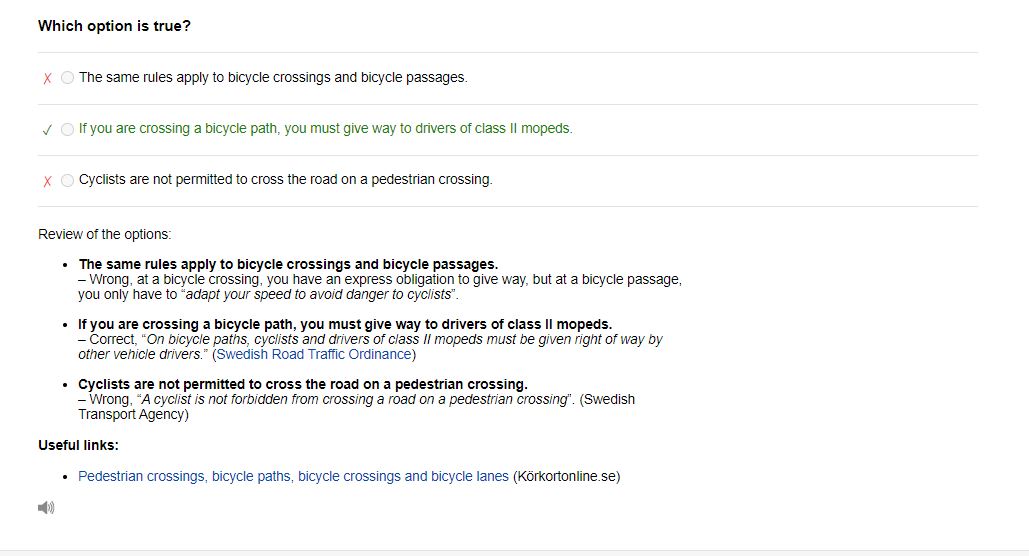 Which option is true?
✗ The same rules apply to bicycle crossings and bicycle passages.
✓ If you are crossing a bicycle path, you must give way to drivers of class II mopeds.
✗ Cyclists are not permitted to cross the road on a pedestrian crossing.
Review of the options:
• The same rules apply to bicycle crossings and bicycle passages.
– Wrong, at a bicycle crossing, you have an express obligation to give way, but at a bicycle passage,
you only have to “adapt your speed to avoid danger to cyclists”.
• If you are crossing a bicycle path, you must give way to drivers of class II mopeds.
– Correct, “On bicycle paths, cyclists and drivers of class II mopeds must be given right of way by
other vehicle drivers.” (Swedish Road Traffic Ordinance)
• Cyclists are not permitted to cross the road on a pedestrian crossing.
– Wrong, “A cyclist is not forbidden from crossing a road on a pedestrian crossing”. (Swedish
Transport Agency)
Useful links:
• Pedestrian crossings, bicycle paths, bicycle crossings and bicycle lanes (Körkortonline.se)